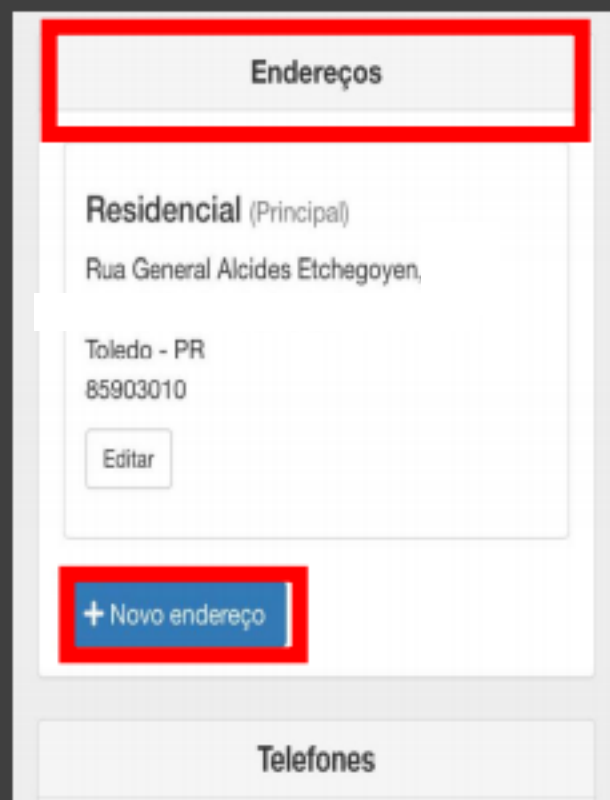 Endereços
Residencial (Principal)
Rua General Alcides Etchegoyen,
Toledo - PR
85903010
Editar
+ Novo endereço
Telefones